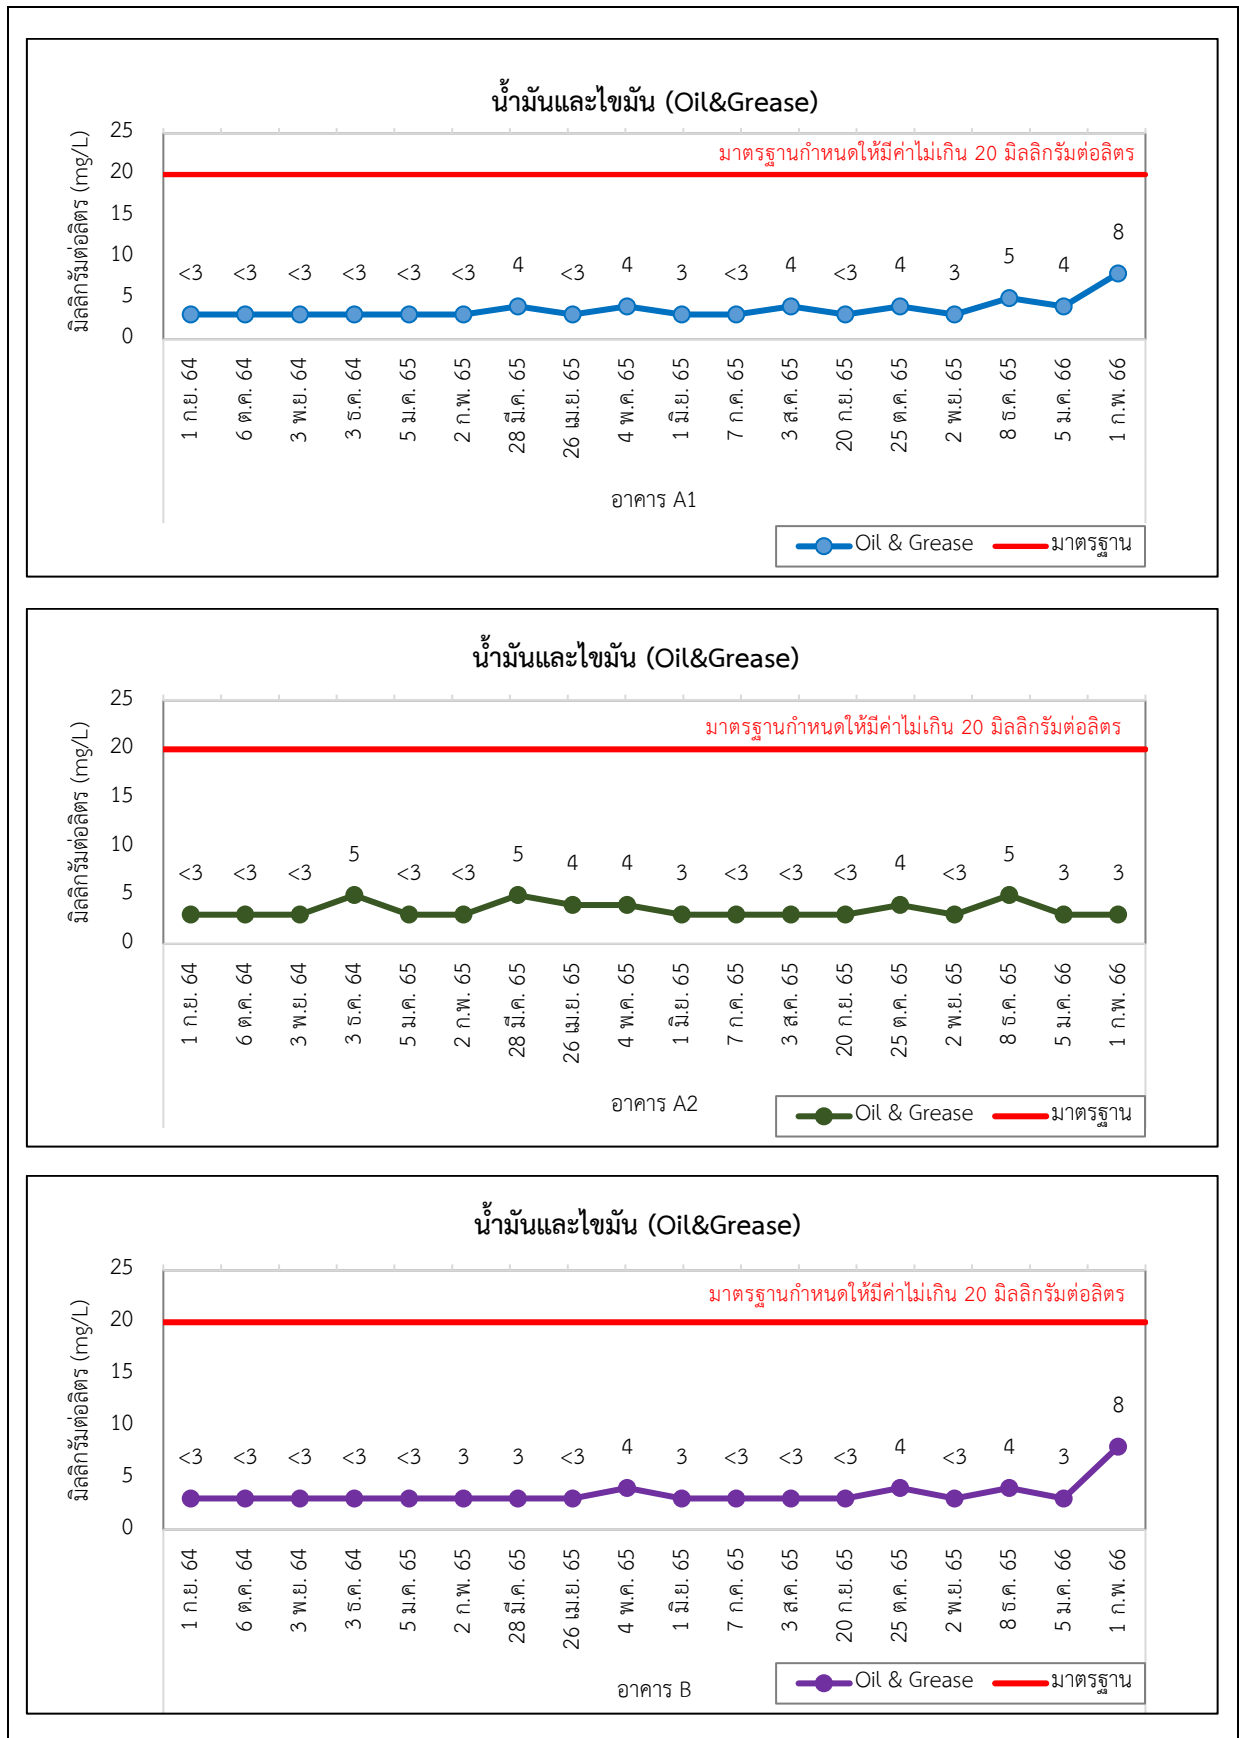 น้ำมันและไขมัน (Oil&Grease)
มิลลิกรัมต่อลิตร (mg/L)
25
20
15
10
5
0
มาตรฐานกำหนดให้มีค่าไม่เกิน 20 มิลลิกรัมต่อลิตร
<3 <3 <3 <3 <3 <3 4 <3 4 3 <3 4 <3 4 3 5 4 8
1 ก.ย. 64
6 ต.ค. 64
3 พ.ย. 64
3 ธ.ค. 64
5 ม.ค. 65
2 ก.พ. 65
28 มี.ค. 65
26 เม.ย. 65
4 พ.ค. 65
1 มิ.ย. 65
7 ก.ค. 65
3 ส.ค. 65
20 ก.ย. 65
25 ต.ค. 65
2 พ.ย. 65
8 ธ.ค. 65
5 ม.ค. 66
1 ก.พ. 66
อาคาร A1
Oil & Grease มาตรฐาน
น้ำมันและไขมัน (Oil&Grease)
มิลลิกรัมต่อลิตร (mg/L)
25
20
15
10
5
0
มาตรฐานกำหนดให้มีค่าไม่เกิน 20 มิลลิกรัมต่อลิตร
<3 <3 <3 5 <3 <3 5 4 4 3 <3 <3 <3 4 <3 5 3 3
1 ก.ย. 64
6 ต.ค. 64
3 พ.ย. 64
3 ธ.ค. 64
5 ม.ค. 65
2 ก.พ. 65
28 มี.ค. 65
26 เม.ย. 65
4 พ.ค. 65
1 มิ.ย. 65
7 ก.ค. 65
3 ส.ค. 65
20 ก.ย. 65
25 ต.ค. 65
2 พ.ย. 65
8 ธ.ค. 65
5 ม.ค. 66
1 ก.พ. 66
อาคาร A2
Oil & Grease มาตรฐาน
น้ำมันและไขมัน (Oil&Grease)
มิลลิกรัมต่อลิตร (mg/L)
25
20
15
10
5
0
มาตรฐานกำหนดให้มีค่าไม่เกิน 20 มิลลิกรัมต่อลิตร
<3 <3 <3 <3 <3 3 3 <3 4 3 <3 <3 <3 4 <3 4 3 8
1 ก.ย. 64
6 ต.ค. 64
3 พ.ย. 64
3 ธ.ค. 64
5 ม.ค. 65
2 ก.พ. 65
28 มี.ค. 65
26 เม.ย. 65
4 พ.ค. 65
1 มิ.ย. 65
7 ก.ค. 65
3 ส.ค. 65
20 ก.ย. 65
25 ต.ค. 65
2 พ.ย. 65
8 ธ.ค. 65
5 ม.ค. 66
1 ก.พ. 66
อาคาร B
Oil & Grease มาตรฐาน